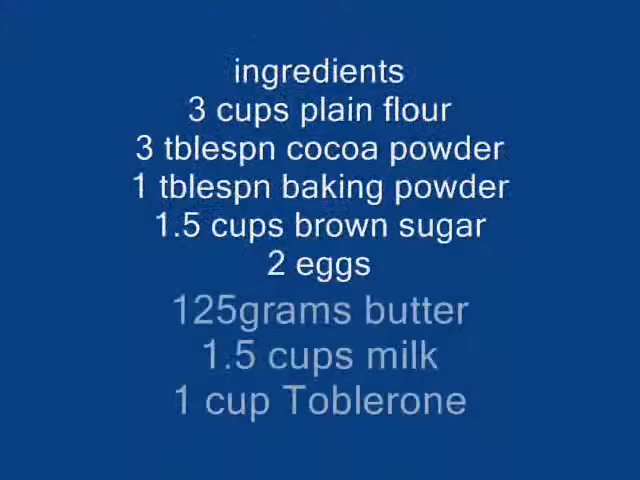 ingredients
3 cups plain flour
3 tblespn cocoa powder
1 tblespn baking powder
1.5 cups brown sugar
2 eggs
125grams butter
1.5 cups milk
1 cup Toblerone